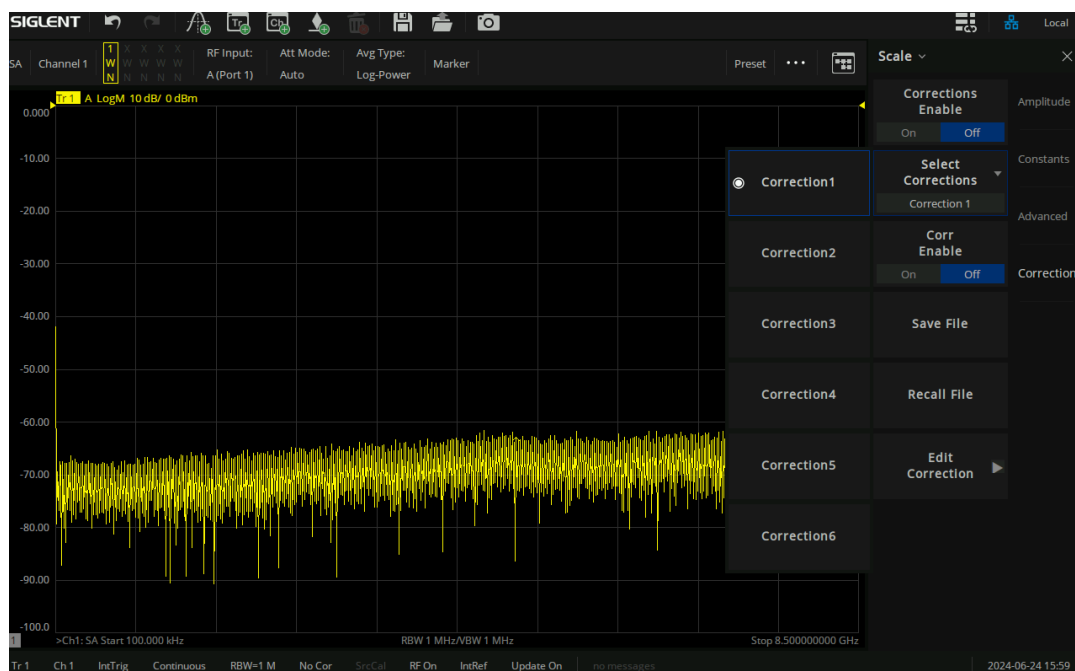 SIGLENT
Tr
Ch
Local
SA
Channel 1
1 X X X X
W W W W W
N N N N N
RF Input:
A (Port 1)
Att Mode:
Auto
Avg Type:
Log-Power
Marker
Preset
Scale
Tr 1 A LogM 10 dB/ 0 dBm
0.000
-10.00
-20.00
-30.00
-40.00
-50.00
-60.00
-70.00
-80.00
-90.00
-100.0
Correction1
Correction2
Correction3
Correction4
Correction5
Correction6
Corrections
Enable
On Off
Select
Corrections
Correction 1
Corr
Enable
On Off
Save File
Recall File
Edit
Correction
Amplitude
Constants
Advanced
Correction
1
>Ch1: SA Start 100.000 kHz
RBW 1 MHz/VBW 1 MHz
Stop 8.500000000 GHz
Tr 1 Ch 1 IntTrig Continuous RBW=1 M No Cor SrcCal RF On IntRef Update On no messages 2024-06-24 15:59